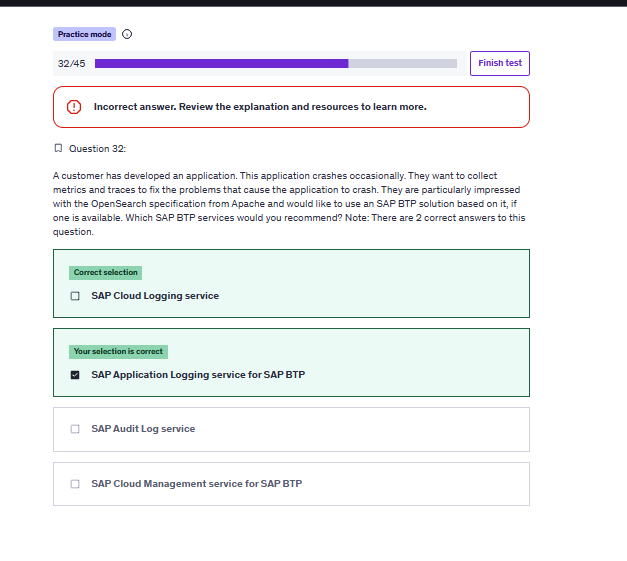 Practice mode
32/45
Finish test
Incorrect answer. Review the explanation and resources to learn more.
Question 32:
A customer has developed an application. This application crashes occasionally. They want to collect
metrics and traces to fix the problems that cause the application to crash. They are particularly impressed
with the OpenSearch specification from Apache and would like to use an SAP BTP solution based on it, if
one is available. Which SAP BTP services would you recommend? Note: There are 2 correct answers to this
question.
Correct selection
SAP Cloud Logging service
Your selection is correct
SAP Application Logging service for SAP BTP
SAP Audit Log service
SAP Cloud Management service for SAP BTP